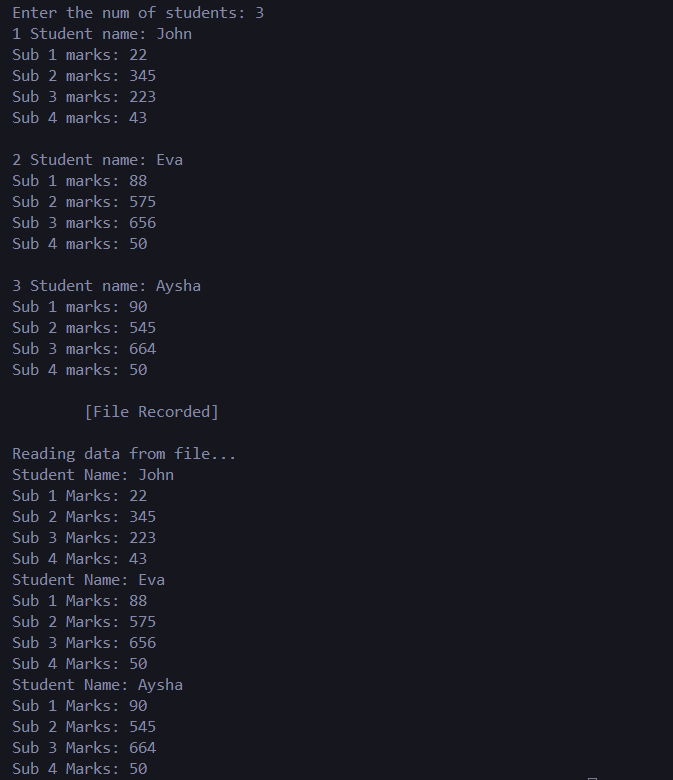 Enter the num of students: 3
1 Student name: John
Sub 1 marks: 22
Sub 2 marks: 345
Sub 3 marks: 223
Sub 4 marks: 43
2 Student name: Eva
Sub 1 marks: 88
Sub 2 marks: 575
Sub 3 marks: 656
Sub 4 marks: 50
3 Student name: Aysha
Sub 1 marks: 90
Sub 2 marks: 545
Sub 3 marks: 664
Sub 4 marks: 50
[File Recorded]
Reading data from file...
Student Name: John
Sub 1 Marks: 22
Sub 2 Marks: 345
Sub 3 Marks: 223
Sub 4 Marks: 43
Student Name: Eva
Sub 1 Marks: 88
Sub 2 Marks: 575
Sub 3 Marks: 656
Sub 4 Marks: 50
Student Name: Aysha
Sub 1 Marks: 90
Sub 2 Marks: 545
Sub 3 Marks: 664
Sub 4 Marks: 50